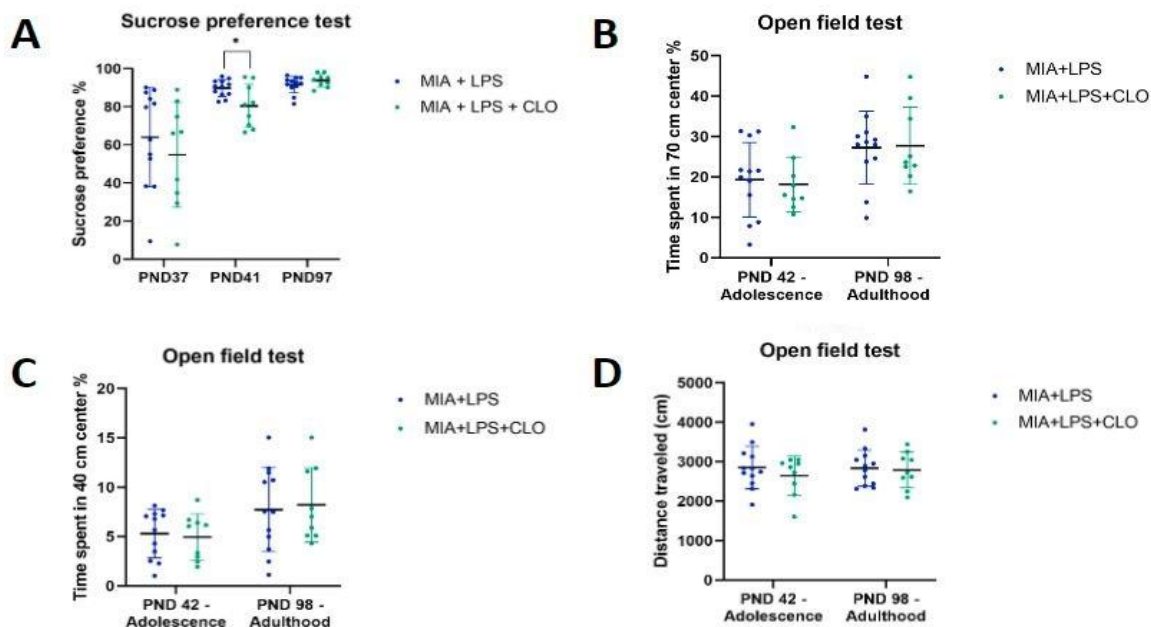 A
Sucrose preference test
*
Sucrose preference %
100
80
60
40
20
0
PND37
PND41
PND97
MIA + LPS
MIA + LPS + CLO
B
Open field test
Time spent in 70 cm center %
50
40
30
20
10
0
PND 42 -
Adolescence
PND 98 -
Adulthood
MIA+LPS
MIA+LPS+CLO
C
Open field test
Time spent in 40 cm center %
20
15
10
5
0
PND 42 -
Adolescence
PND 98 -
Adulthood
MIA+LPS
MIA+LPS+CLO
D
Open field test
Distance traveled (cm)
5000
4000
3000
2000
1000
0
PND 42 -
Adolescence
PND 98 -
Adulthood
MIA+LPS
MIA+LPS+CLO